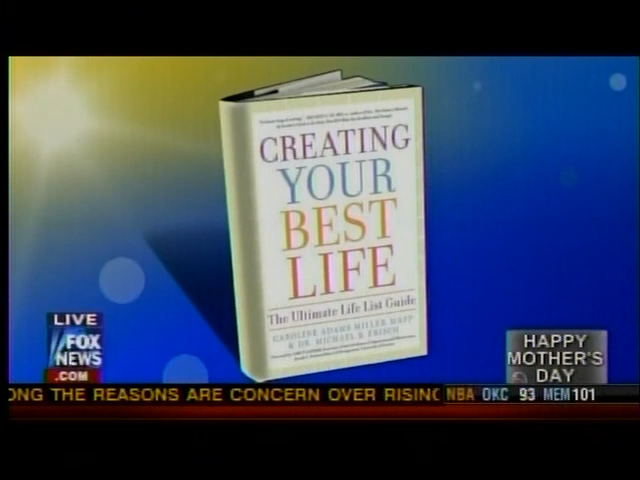 CREATING
YOUR
BEST
LIFE
The Ultimate Life List Guide
CAROLINE ADAMS MILLER, MAPP
& DR. MICHAEL B. FRISCH
LIVE
FOX
NEWS
.COM
HAPPY
MOTHER'S
DAY
ONG THE REASONS ARE CONCERN OVER RISING
NBA OKC 93 MEM 101